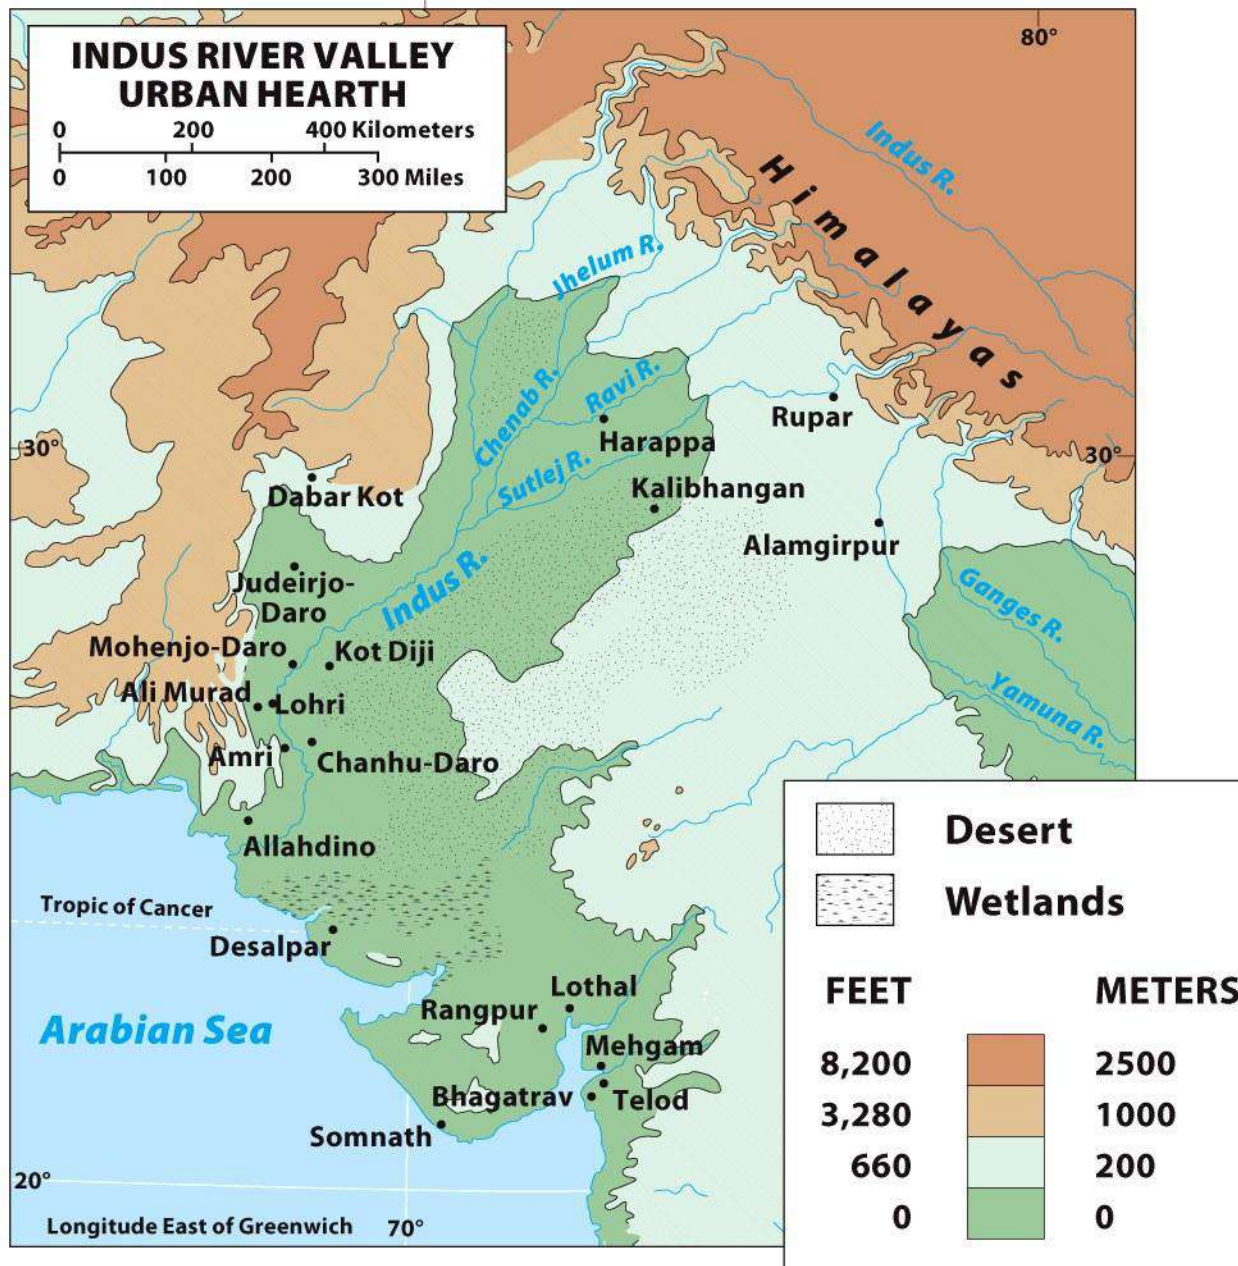 INDUS RIVER VALLEY
URBAN HEARTH
0 200 400 Kilometers
0 100 200 300 Miles
80°
Indus R.
Himalayas
Jhelum R.
Chenab R.
Ravi R.
Rupar
Harappa
30°
30°
Sutlej R.
Dabar Kot
Kalibhangan
Alamgirpur
Indus R.
Judeirjo-
Daro
Ganges R.
Mohenjo-Daro
Kot Diji
Ali Murad
Lohri
Yamuna R.
Amri
Chanhu-Daro
Allahdino
Tropic of Cancer
Desalpar
Lothal
Rangpur
Arabian Sea
Mehgam
Bhagatrav
Telod
Somnath
20°
Longitude East of Greenwich
70°
Desert
Wetlands
FEET METERS
8,200 2500
3,280 1000
660 200
0 0